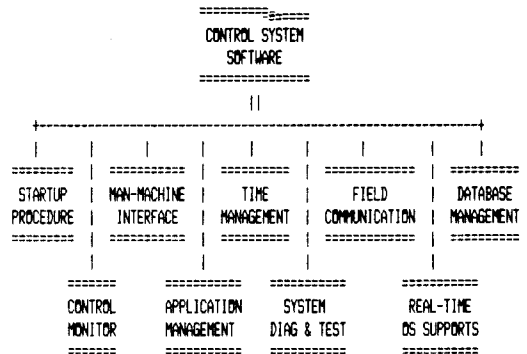 CONTROL SYSTEM
SOFTWARE
STARTUP
PROCEDURE
MAN-MACHINE
INTERFACE
TIME
MANAGEMENT
FIELD
COMMUNICATION
DATABASE
MANAGEMENT
CONTROL
MONITOR
APPLICATION
MANAGEMENT
SYSTEM
DIAG & TEST
REAL-TIME
OS SUPPORTS